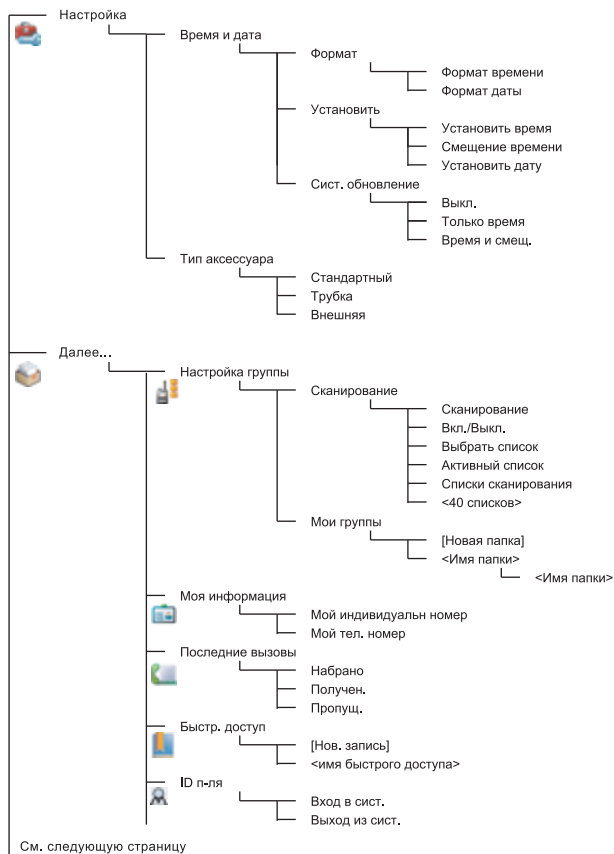 Настройка
Время и дата
Формат
Формат времени
Формат даты
Установить
Установить время
Смещение времени
Установить дату
Сист. обновление
Выкл.
Только время
Время и смещ.
Тип аксессуара
Стандартный
Трубка
Внешняя
Далее...
Настройка группы
Сканирование
Сканирование
Вкл./Выкл.
Выбрать список
Активный список
Списки сканирования
<40 списков>
Мои группы
[Новая папка]
<Имя папки>
<Имя папки>
Моя информация
Мой индивидуальн номер
Мой тел. номер
Последние вызовы
Набрано
Получен.
Пропущ.
Быстр. доступ
[Нов. запись]
<имя быстрого доступа>
ID п-ля
Вход в сист.
Выход из сист.
См. следующую страницу